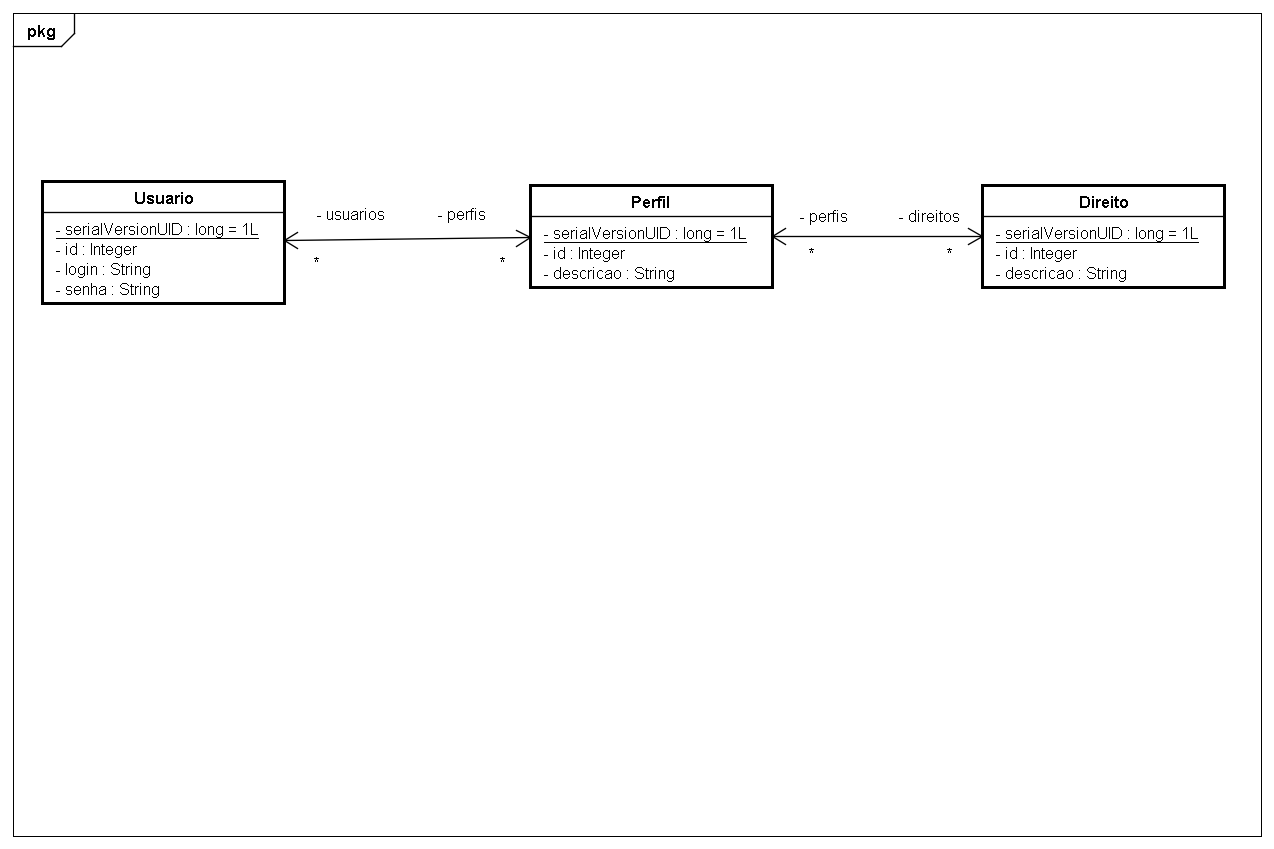 pkg
Usuario
- serialVersionUID : long = 1L
- id : Integer
- login : String
- senha : String
- usuarios
- perfis
*
*
Perfil
- serialVersionUID : long = 1L
- id : Integer
- descricao : String
- perfis
- direitos
*
*
Direito
- serialVersionUID : long = 1L
- id : Integer
- descricao : String